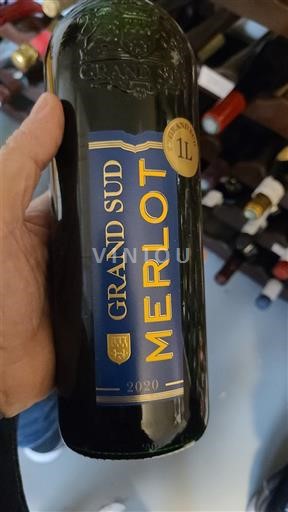 GRAND SUD
1L
GRAND SUD
MERLOT
2020
VINTOU